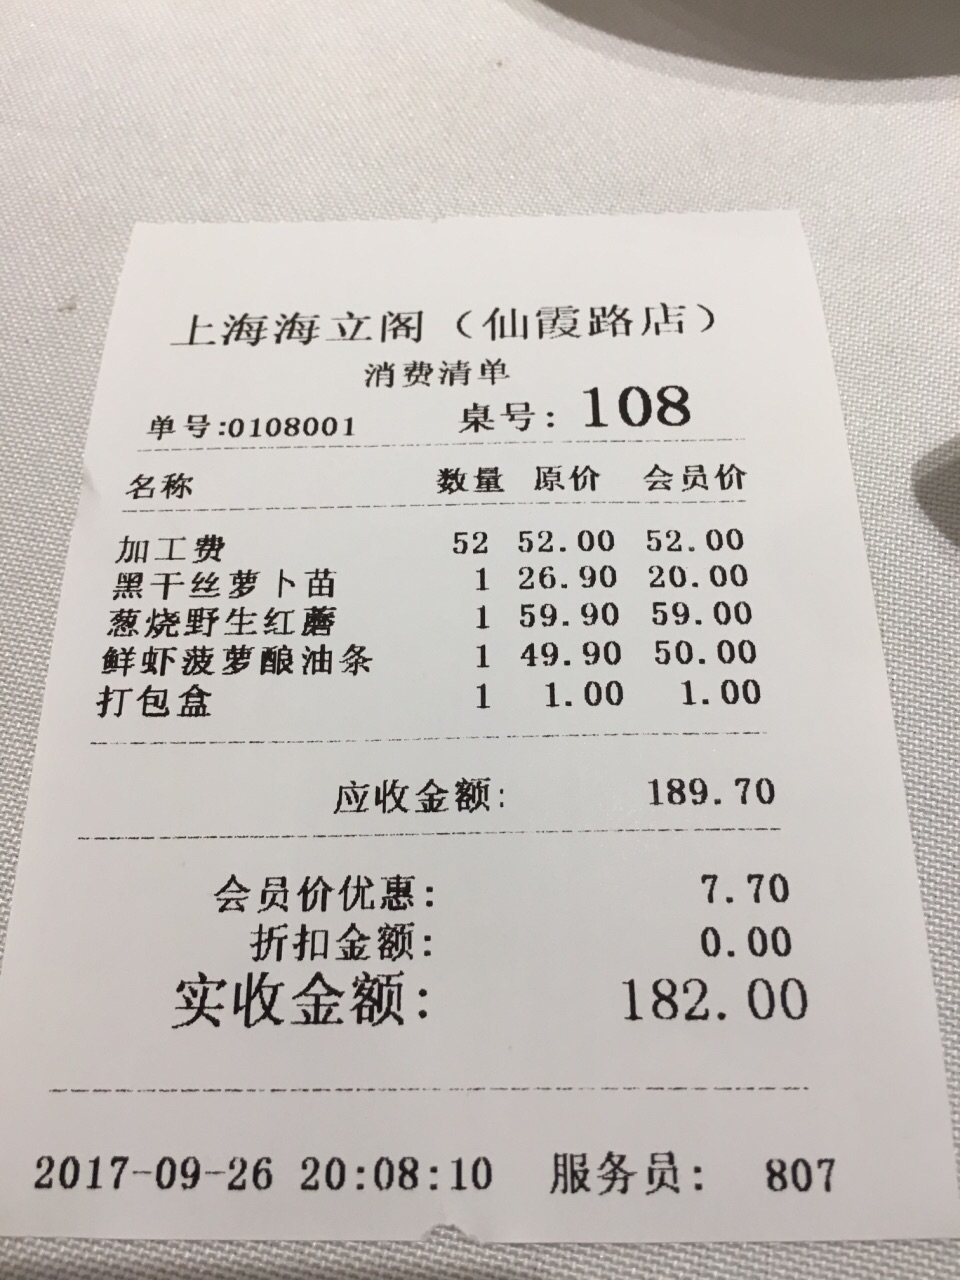 上海海立阁（仙霞路店）
消费清单
单号:0108001 桌号: 108
名称 数量 原价 会员价
加工费 52 52.00 52.00
黑干丝萝卜苗 1 26.90 20.00
葱烧野生红蘑 1 59.90 59.00
鲜虾菠萝酿油条 1 49.90 50.00
打包盒 1 1.00 1.00
应收金额: 189.70
会员价优惠: 7.70
折扣金额: 0.00
实收金额: 182.00
2017-09-26 20:08:10 服务员: 807